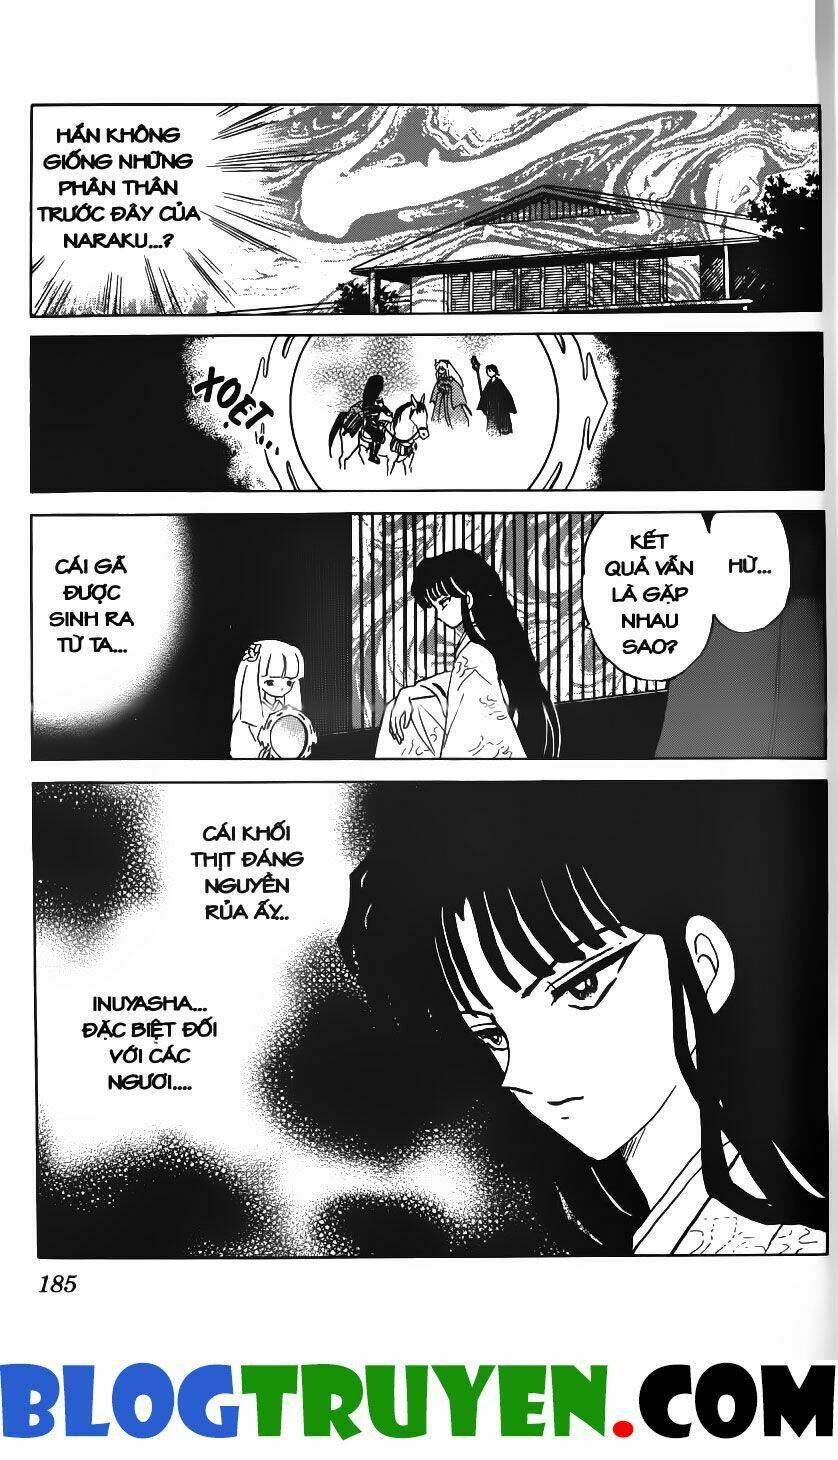 HẮN KHÔNG
GIỐNG NHỮNG
PHÂN THÂN
TRƯỚC ĐÂY CỦA
NARAKU...?
XOẸT...
HỪ...
KẾT
QUẢ VẪN
LÀ GẶP
NHAU
SAO?
CÁI GÃ
ĐƯỢC
SINH RA
TỪ TA...
CÁI KHỐI
THỊT ĐÁNG
NGUYỀN
RỦA ẤY...
INUYASHA...
ĐẶC BIỆT ĐỐI
VỚI CÁC
NGƯƠI....
185
BLOGTRUYEN.COM